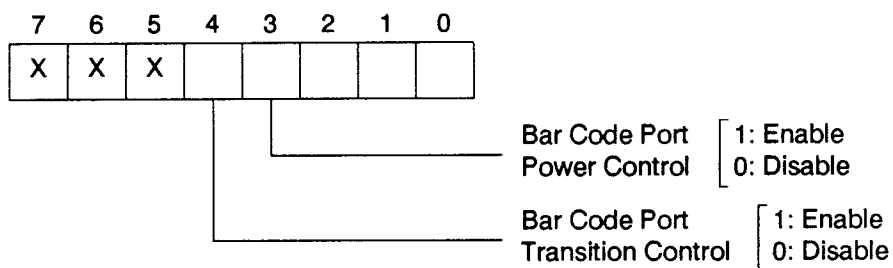 7 6 5 4 3 2 1 0
X X X
Bar Code Port 1: Enable
Power Control 0: Disable
Bar Code Port 1: Enable
Transition Control 0: Disable